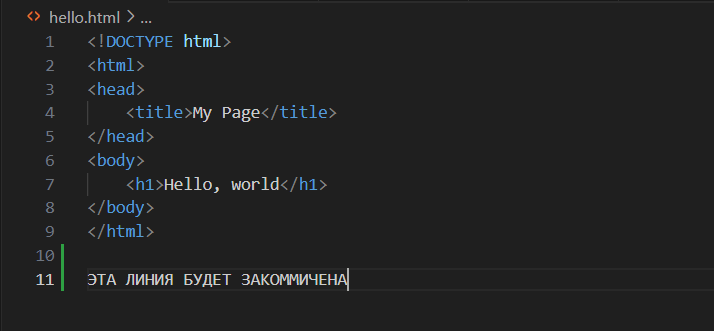 <> hello.html > ...
1 <!DOCTYPE html>
2 <html>
3 <head>
4     <title>My Page</title>
5 </head>
6 <body>
7     <h1>Hello, world</h1>
8 </body>
9 </html>
10
11 ЭТА ЛИНИЯ БУДЕТ ЗАКОММИЧЕНА